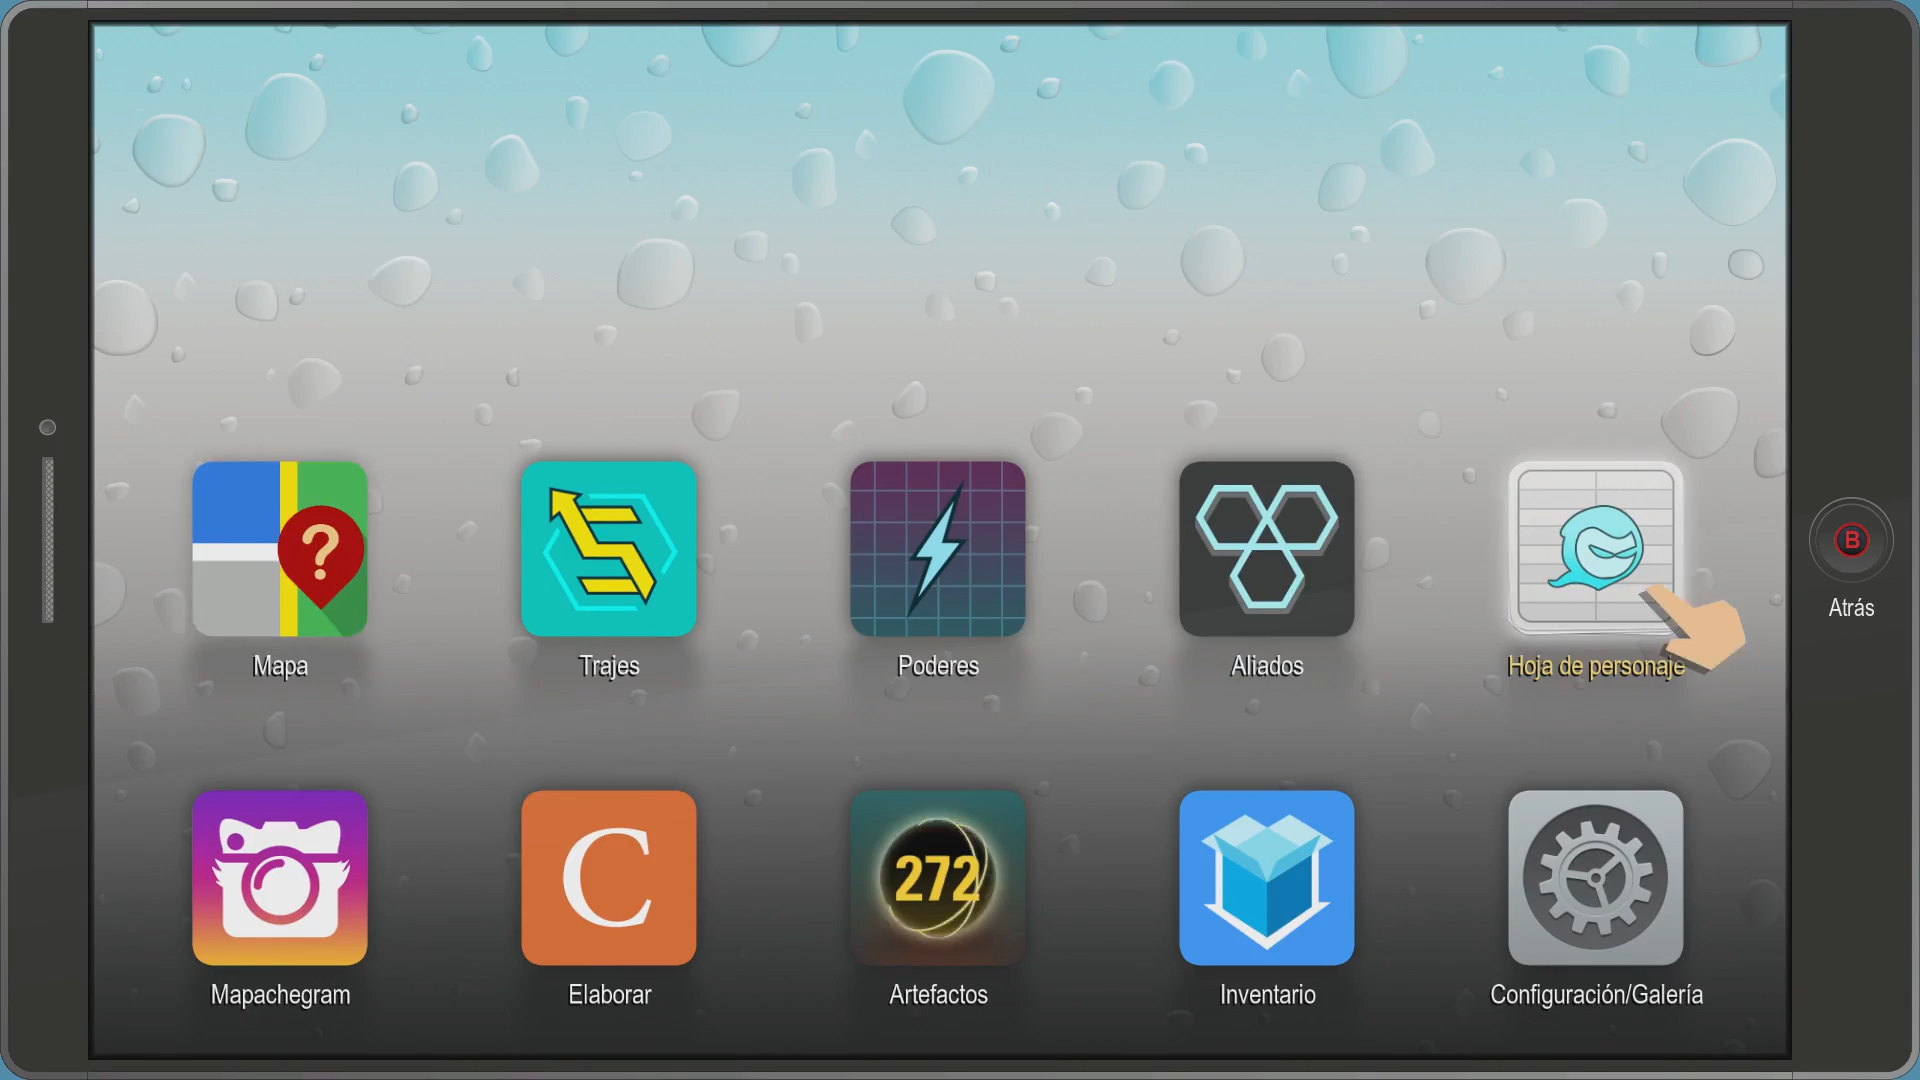 ?
Mapa
Trajes
Poderes
Aliados
Hoja de personaje
B
Atrás
C
272
Mapachegram
Elaborar
Artefactos
Inventario
Configuración/Galería